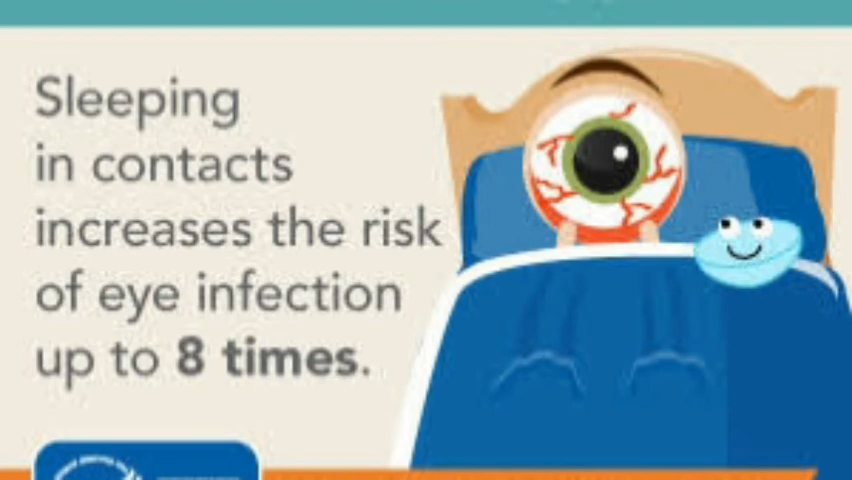 Sleeping
in contacts
increases the risk
of eye infection
up to 8 times.